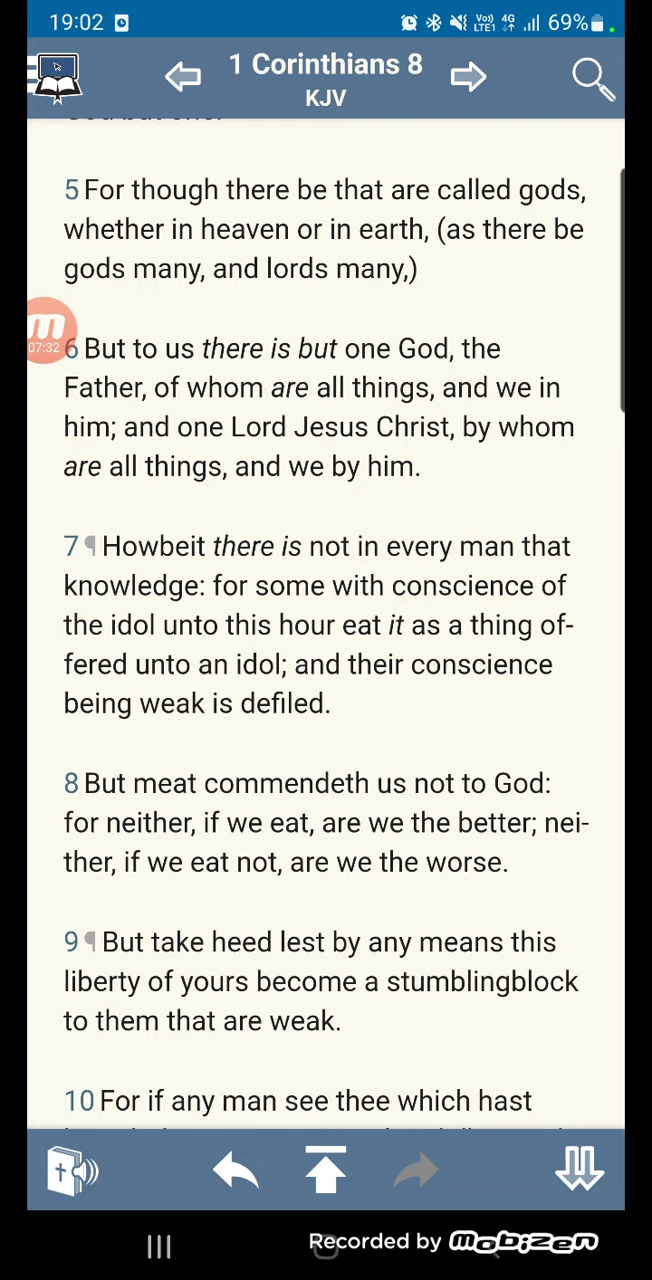 19:02 Vo)) LTE1 4G 69%
1 Corinthians 8
KJV
God but one.
5 For though there be that are called gods,
whether in heaven or in earth, (as there be
gods many, and lords many,)
07:32
6 But to us there is but one God, the
Father, of whom are all things, and we in
him; and one Lord Jesus Christ, by whom
are all things, and we by him.
7 ¶ Howbeit there is not in every man that
knowledge: for some with conscience of
the idol unto this hour eat it as a thing of-
fered unto an idol; and their conscience
being weak is defiled.
8 But meat commendeth us not to God:
for neither, if we eat, are we the better; nei-
ther, if we eat not, are we the worse.
9 ¶ But take heed lest by any means this
liberty of yours become a stumblingblock
to them that are weak.
10 For if any man see thee which hast
Recorded by mobizen